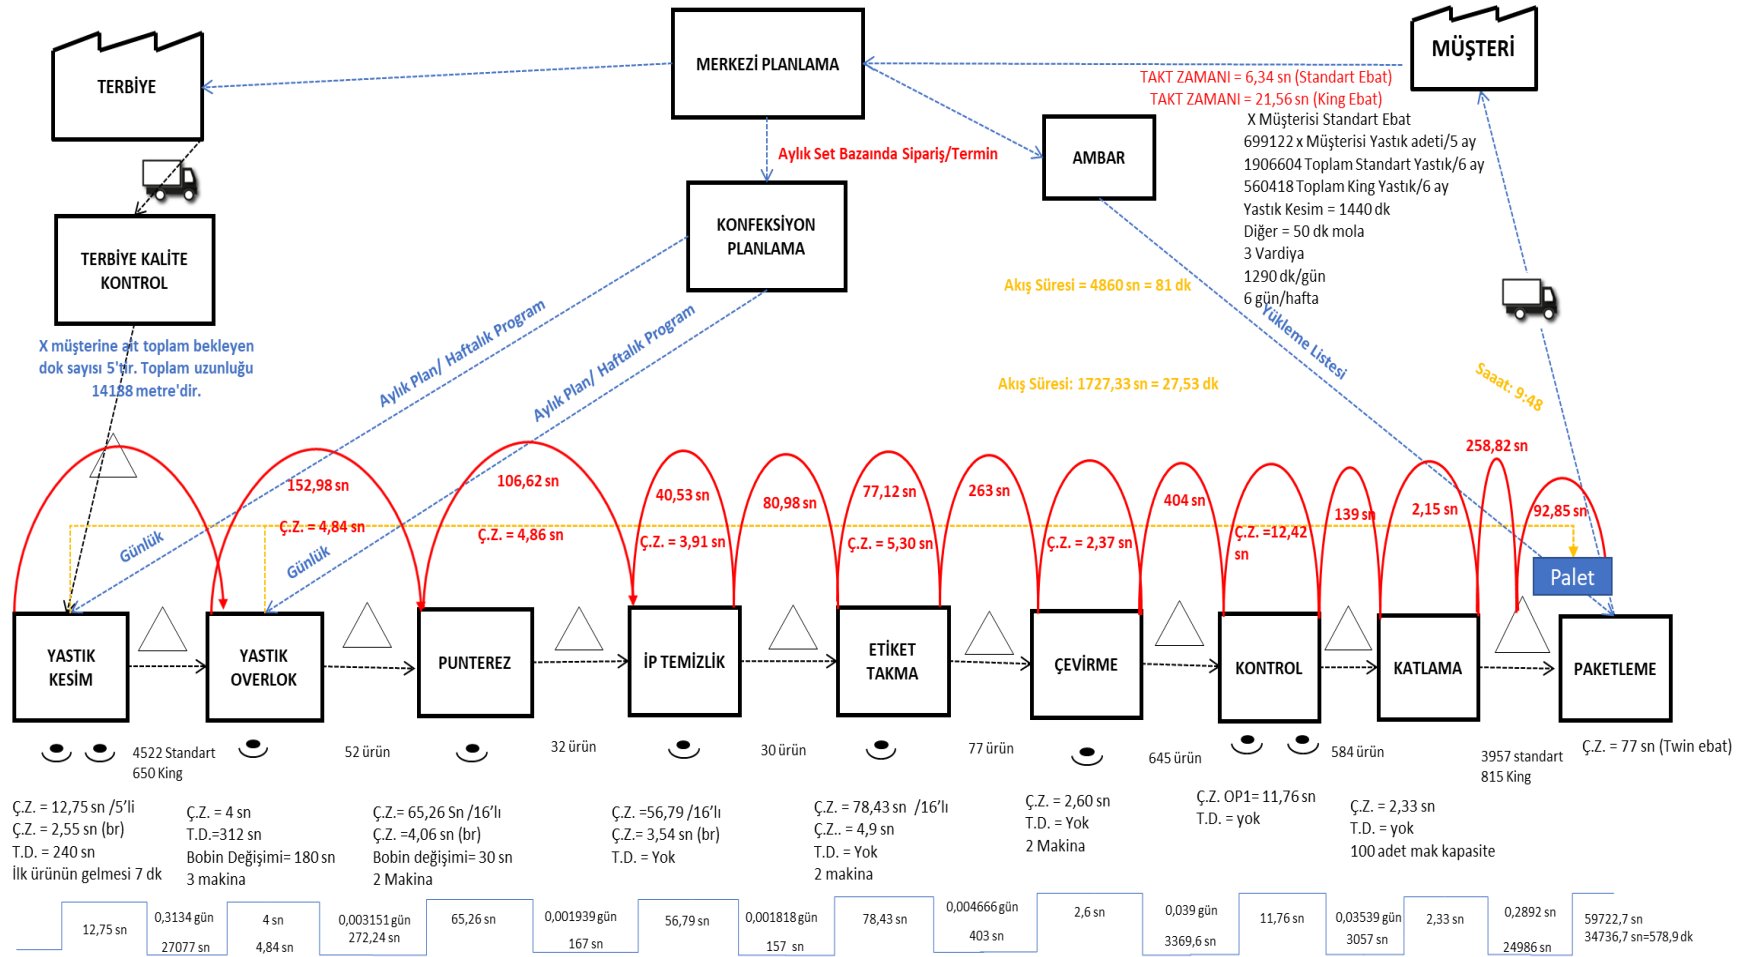 TERBİYE
MERKEZİ PLANLAMA
MÜŞTERİ
TAKT ZAMANI = 6,34 sn (Standart Ebat)
TAKT ZAMANI = 21,56 sn (King Ebat)
X Müşterisi Standart Ebat
699122 x Müşterisi Yastık adeti/5 ay
1906604 Toplam Standart Yastık/6 ay
560418 Toplam King Yastık/6 ay
Yastık Kesim = 1440 dk
Diğer = 50 dk mola
3 Vardiya
1290 dk/gün
6 gün/hafta
Aylık Set Bazaında Sipariş/Termin
AMBAR
TERBİYE KALİTE
KONTROL
KONFEKSİYON
PLANLAMA
Akış Süresi = 4860 sn = 81 dk
Akış Süresi: 1727,33 sn = 27,53 dk
X müşterine ait toplam bekleyen
dok sayısı 5'tir. Toplam uzunluğu
14188 metre'dir.
Aylık Plan/ Haftalık Program
Aylık Plan/ Haftalık Program
Yükleme Listesi
Saaat: 9:48
Günlük
Günlük
152,98 sn
Ç.Z. = 4,84 sn
106,62 sn
Ç.Z. = 4,86 sn
40,53 sn
Ç.Z. = 3,91 sn
80,98 sn
77,12 sn
Ç.Z. = 5,30 sn
263 sn
Ç.Z. = 2,37 sn
404 sn
Ç.Z. =12,42
sn
139 sn
2,15 sn
258,82 sn
92,85 sn
Palet
YASTIK
KESİM
YASTIK
OVERLOK
PUNTEREZ
İP TEMİZLİK
ETİKET
TAKMA
ÇEVİRME
KONTROL
KATLAMA
PAKETLEME
4522 Standart
650 King
52 ürün
32 ürün
30 ürün
77 ürün
645 ürün
584 ürün
3957 standart
815 King
Ç.Z. = 77 sn (Twin ebat)
Ç.Z. = 12,75 sn /5'li
Ç.Z. = 2,55 sn (br)
T.D. = 240 sn
İlk ürünün gelmesi 7 dk
Ç.Z. = 4 sn
T.D.=312 sn
Bobin Değişimi= 180 sn
3 makina
Ç.Z.= 65,26 Sn /16'lı
Ç.Z. =4,06 sn (br)
Bobin değişimi= 30 sn
2 Makina
Ç.Z. =56,79 /16'lı
Ç.Z.= 3,54 sn (br)
T.D. = Yok
Ç.Z. = 78,43 sn /16'lı
Ç.Z.. = 4,9 sn
T.D. = Yok
2 makina
Ç.Z. = 2,60 sn
T.D. = Yok
2 Makina
Ç.Z. OP1= 11,76 sn
T.D. = yok
Ç.Z. = 2,33 sn
T.D. = yok
100 adet mak kapasite
12,75 sn
0,3134 gün
27077 sn
4 sn
4,84 sn
0,003151 gün
272,24 sn
65,26 sn
0,001939 gün
167 sn
56,79 sn
0,001818 gün
157 sn
78,43 sn
0,004666 gün
403 sn
2,6 sn
0,039 gün
3369,6 sn
11,76 sn
0,03539 gün
3057 sn
2,33 sn
0,2892 sn
24986 sn
59722,7 sn
34736,7 sn=578,9 dk